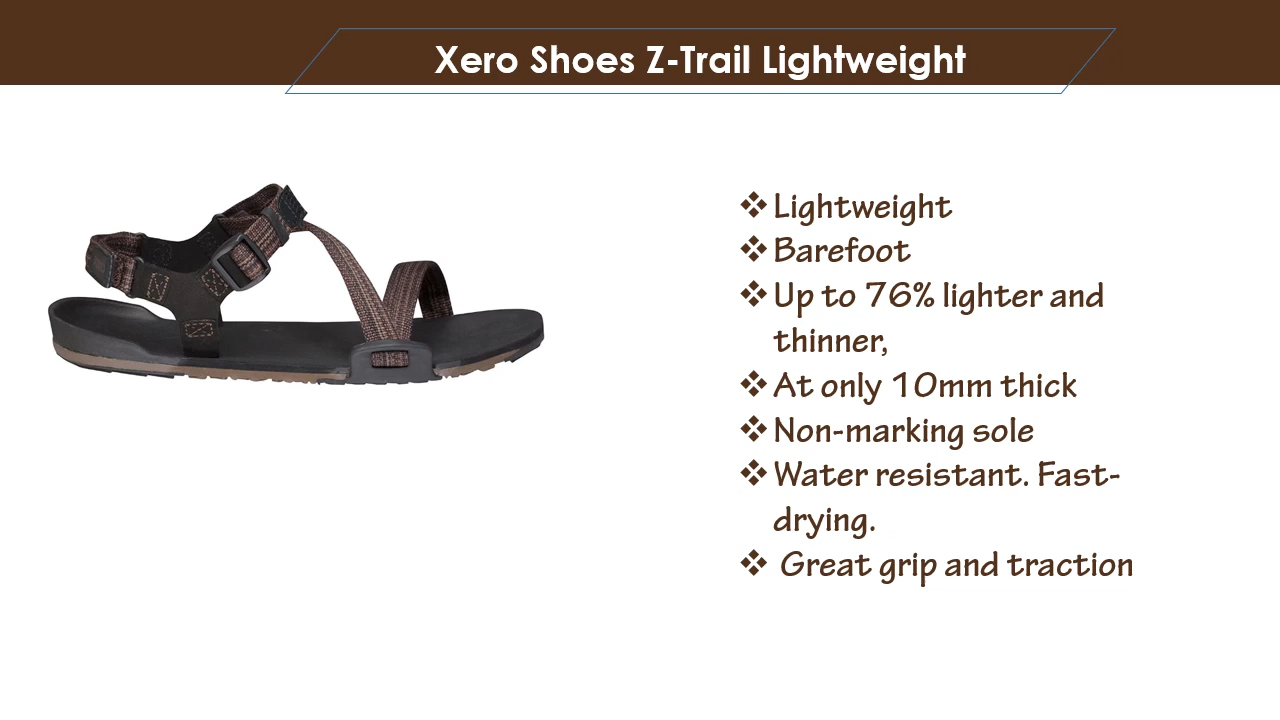 Xero Shoes Z-Trail Lightweight
❖Lightweight
❖Barefoot
❖Up to 76% lighter and
thinner,
❖At only 10mm thick
❖Non-marking sole
❖Water resistant. Fast-
drying.
❖ Great grip and traction